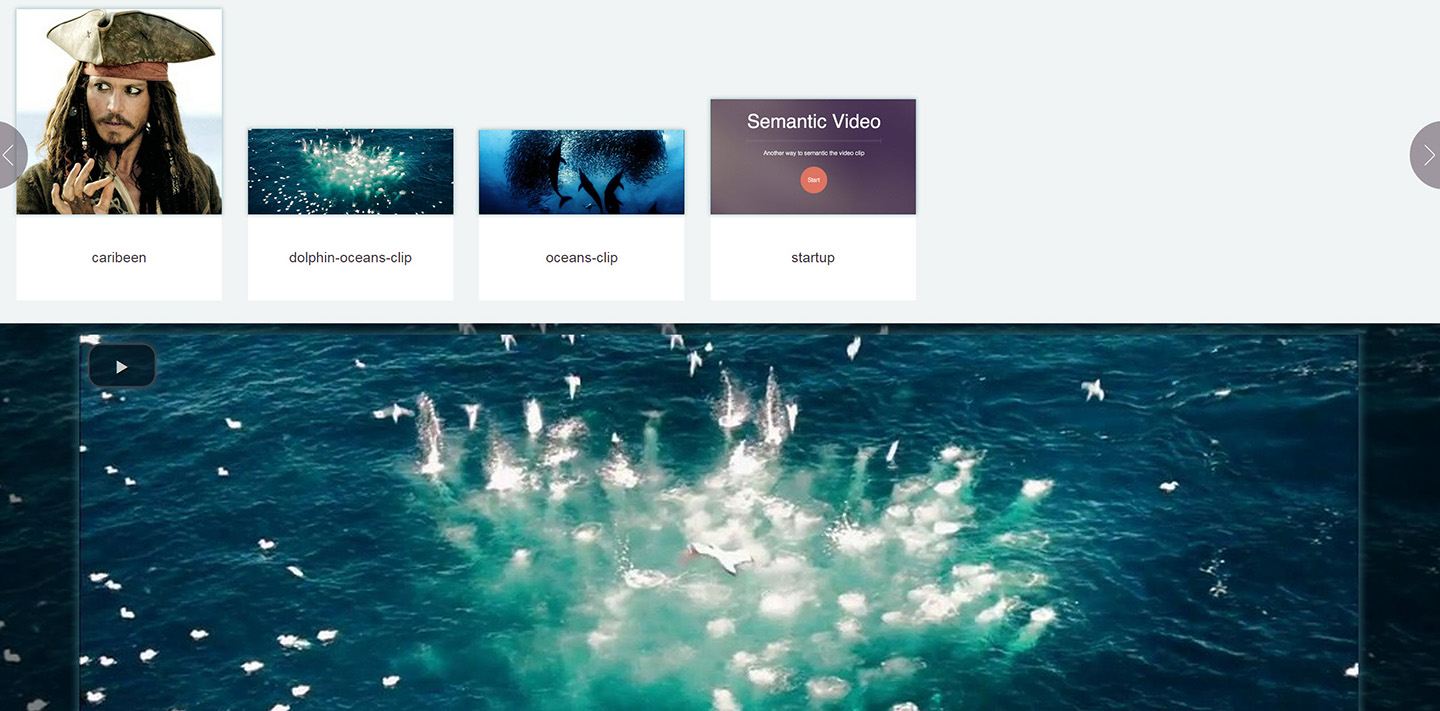 Semantic Video
Another way to semantic the video clip
Start
caribeen
dolphin-oceans-clip
oceans-clip
startup